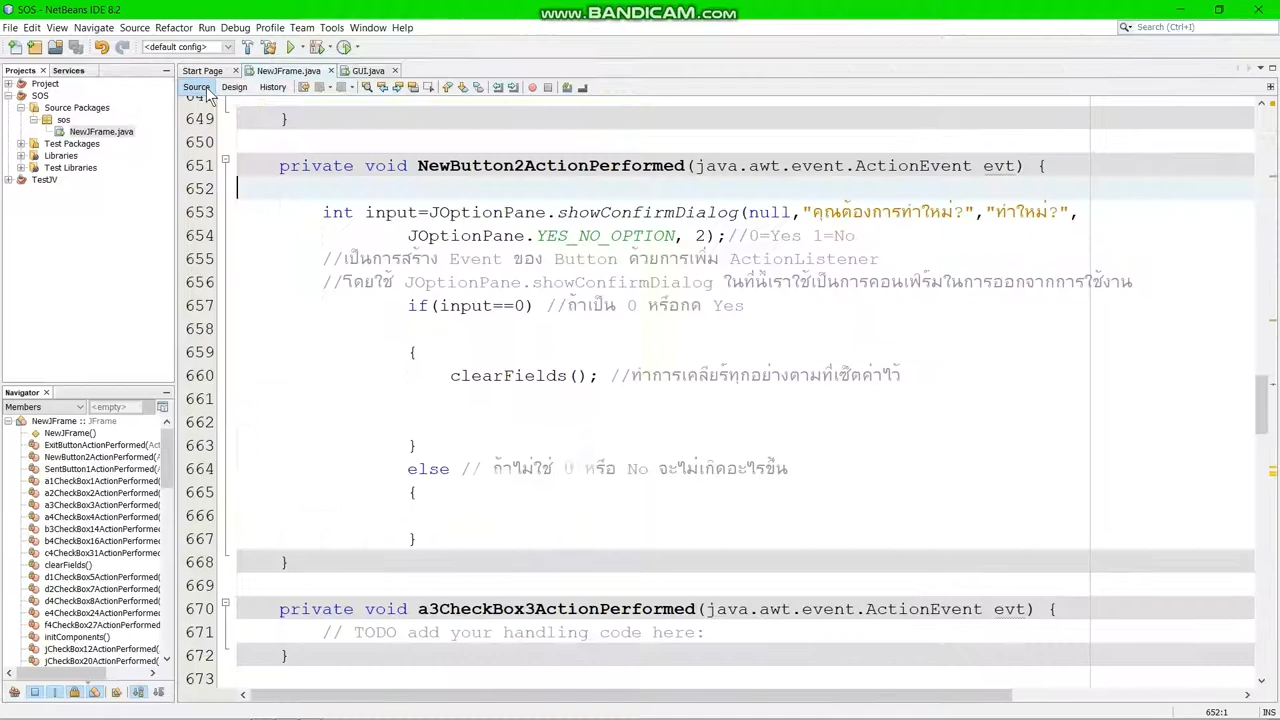 SOS - NetBeans IDE 8.2
www.BANDICAM.com
File Edit View Navigate Source Refactor Run Debug Profile Team Tools Window Help
Search (Ctrl+I)
<default config>
Projects Services
Start Page NewJFrame.java GUI.java
Source Design History
Project
SOS
Source Packages
sos
NewJFrame.java
Test Packages
Libraries
Test Libraries
TestJV
649 }
650
651 private void NewButton2ActionPerformed(java.awt.event.ActionEvent evt) {
652
653 int input=JOptionPane.showConfirmDialog(null,"คุณต้องการทำใหม่?","ทำใหม่?",
654 JOptionPane.YES_NO_OPTION, 2);//0=Yes 1=No
655 //เป็นการสร้าง Event ของ Button ด้วยการเพิ่ม ActionListener
656 //โดยใช้ JOptionPane.showConfirmDialog ในที่นี้เราใช้เป็นการคอนเฟิร์มในการออกจากการใช้งาน
657 if(input==0) //ถ้าเป็น 0 หรือกด Yes
658
659 {
660 clearFields(); //ทำการเคลียร์ทุกอย่างตามที่เซ็ตค่าไว้
661
662
663 }
664 else // ถ้าไม่ใช่ 0 หรือ No จะไม่เกิดอะไรขึ้น
665 {
666
667 }
668 }
669
670 private void a3CheckBox3ActionPerformed(java.awt.event.ActionEvent evt) {
671 // TODO add your handling code here:
672 }
673
Navigator
Members <empty>
NewJFrame :: JFrame
NewJFrame()
ExitButtonActionPerformed(Act
NewButton2ActionPerformed(
SentButton1ActionPerformed(
a1CheckBox1ActionPerformed(
a2CheckBox2ActionPerformed(
a3CheckBox3ActionPerformed(
a4CheckBox4ActionPerformed(
b3CheckBox14ActionPerformed
b4CheckBox16ActionPerformed
c4CheckBox31ActionPerformed
clearFields()
d1CheckBox5ActionPerformed(
d2CheckBox7ActionPerformed(
d4CheckBox8ActionPerformed(
e4CheckBox24ActionPerformed
f4CheckBox27ActionPerformed(
initComponents()
jCheckBox12ActionPerformed(
jCheckBox20ActionPerformed(
652:1 INS